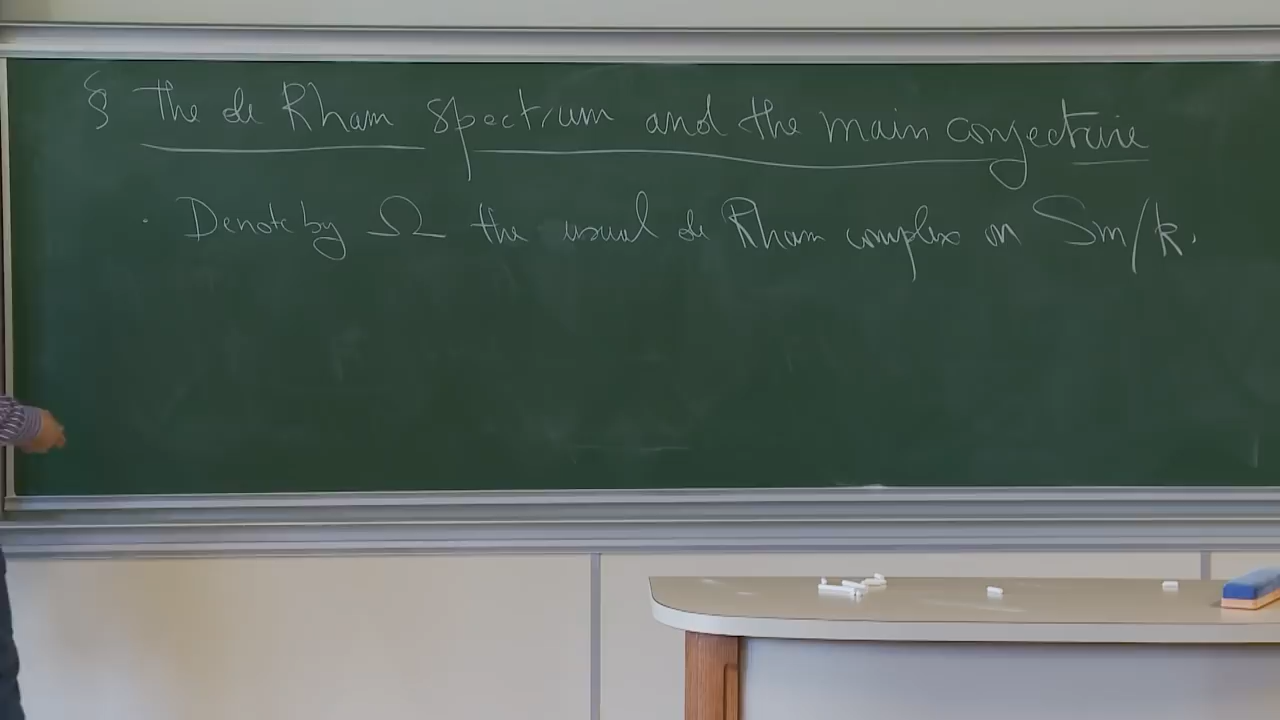 § The de Rham spectrum and the main conjecture
· Denote by Ω the usual de Rham complex on Sm/k.